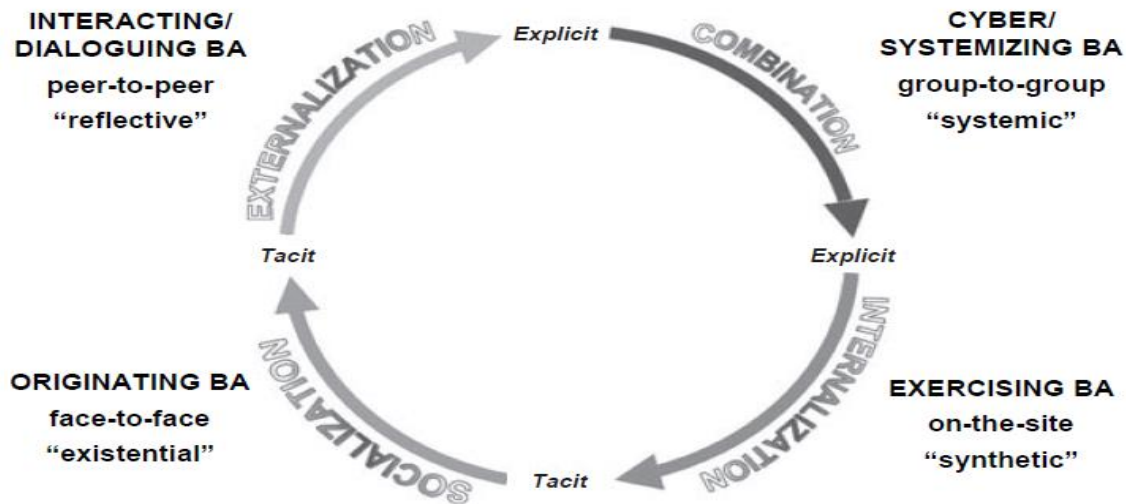 INTERACTING/
DIALOGUING BA
peer-to-peer
“reflective”
EXTERNALIZATION
Explicit
COMBINATION
CYBER/
SYSTEMIZING BA
group-to-group
“systemic”
Tacit
Explicit
ORIGINATING BA
face-to-face
“existential”
SOCIALIZATION
Tacit
INTERNALIZATION
EXERCISING BA
on-the-site
“synthetic”